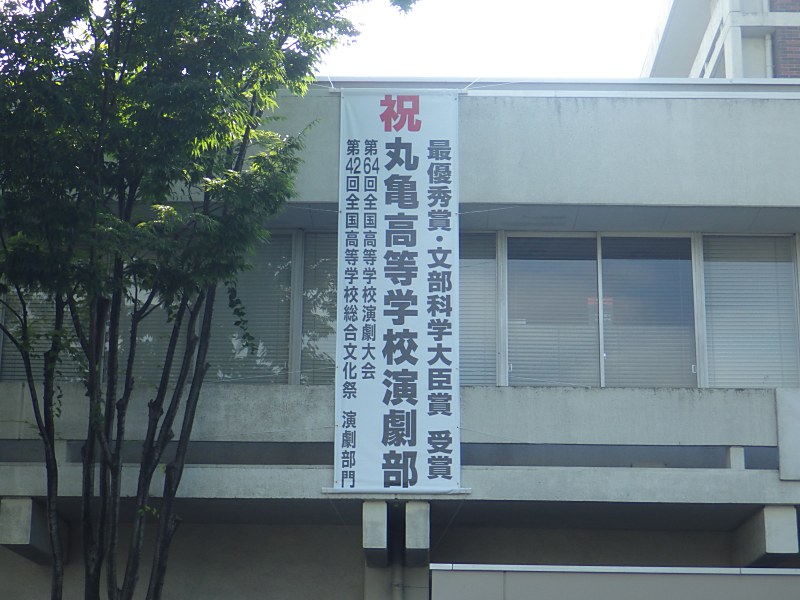 祝
最優秀賞・文部科学大臣賞 受賞
丸亀高等学校演劇部
第64回全国高等学校演劇大会
第42回全国高等学校総合文化祭 演劇部門